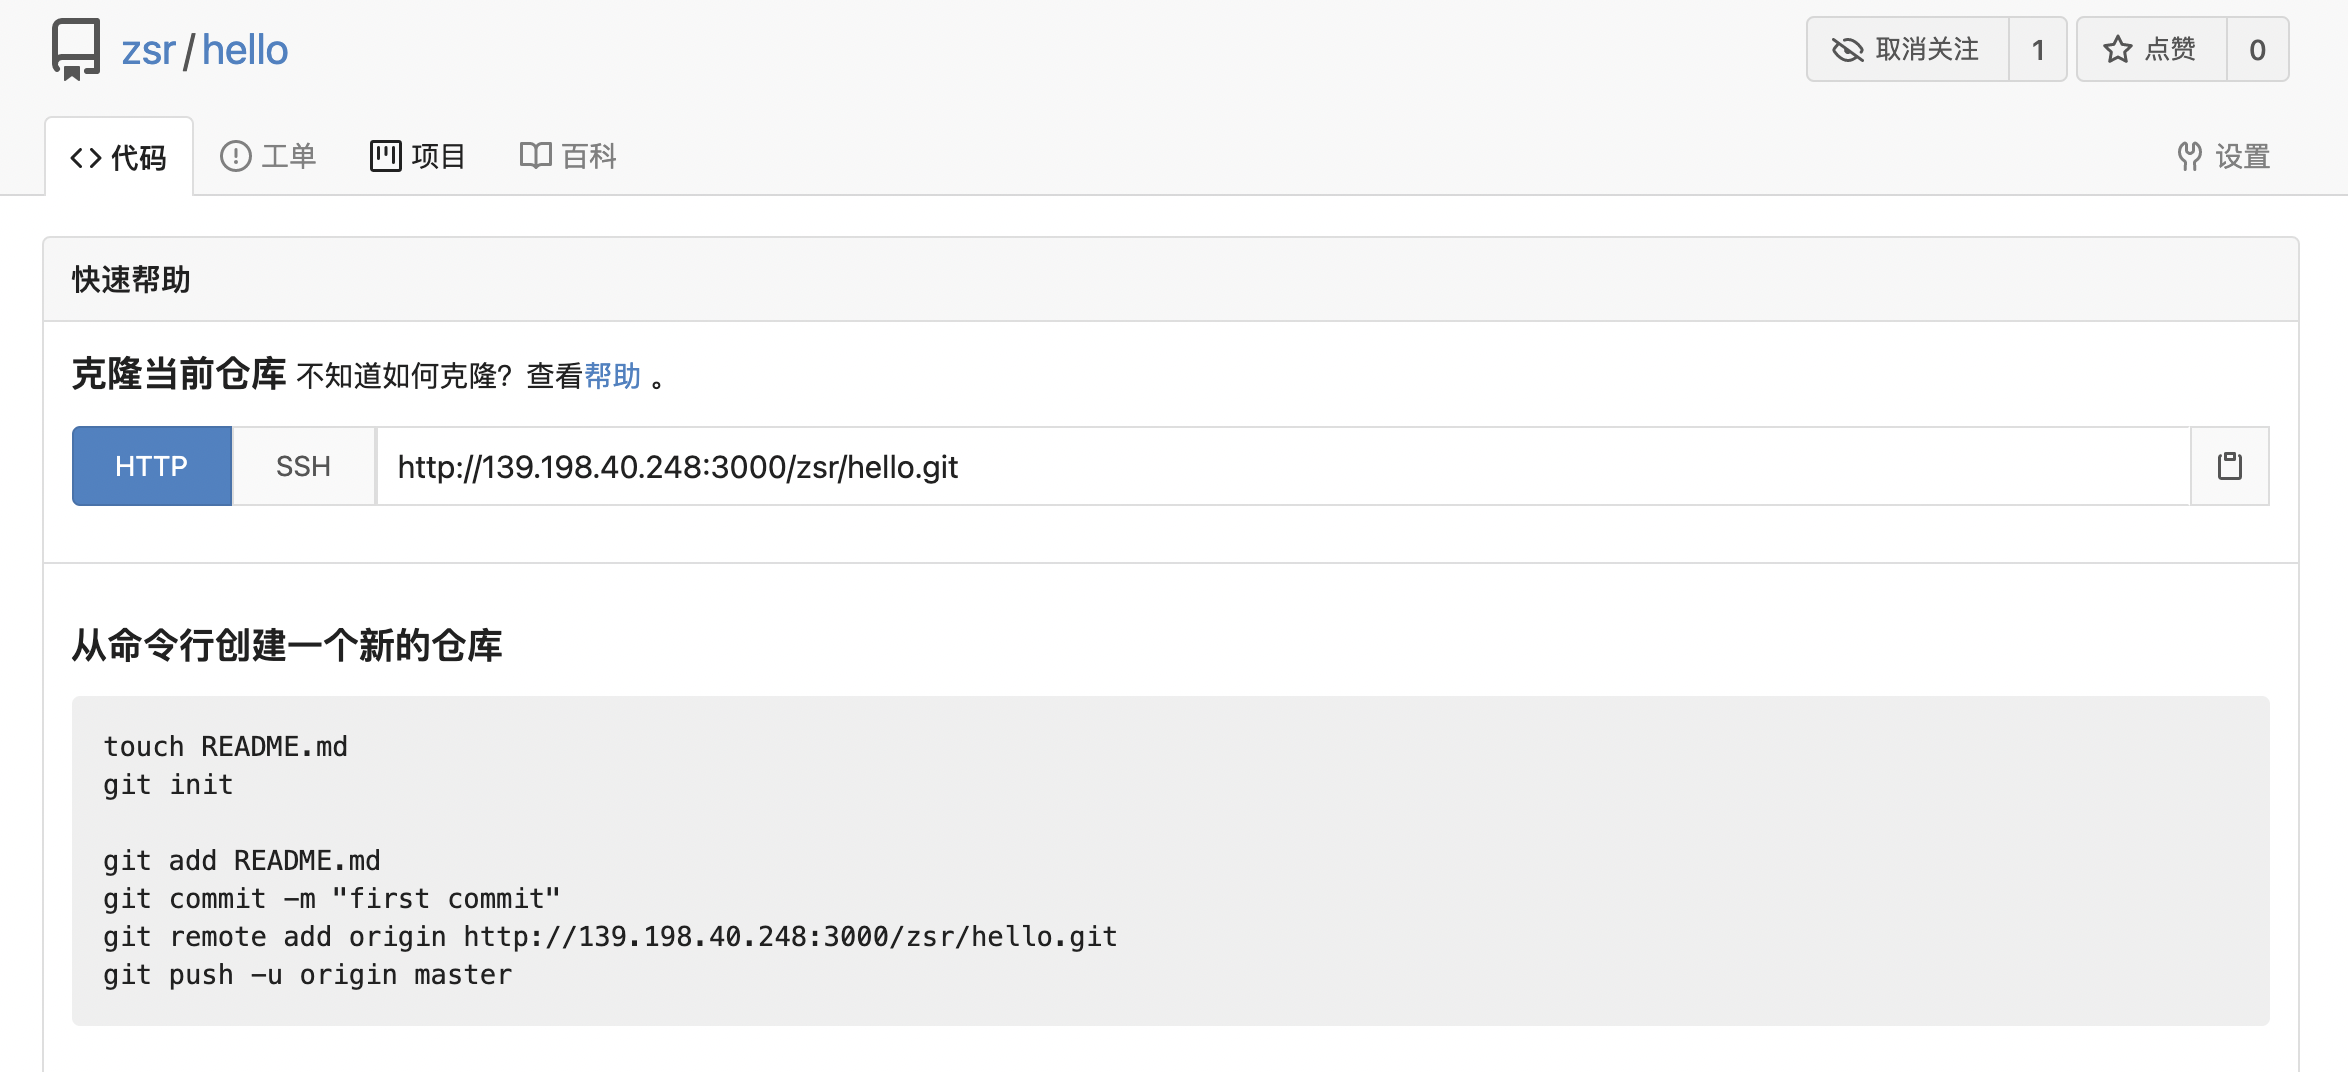 zsr / hello
取消关注 1 点赞 0
代码 工单 项目 百科 设置
快速帮助
克隆当前仓库 不知道如何克隆？查看帮助 。
HTTP SSH http://139.198.40.248:3000/zsr/hello.git
从命令行创建一个新的仓库
touch README.md
git init
git add README.md
git commit -m "first commit"
git remote add origin http://139.198.40.248:3000/zsr/hello.git
git push -u origin master